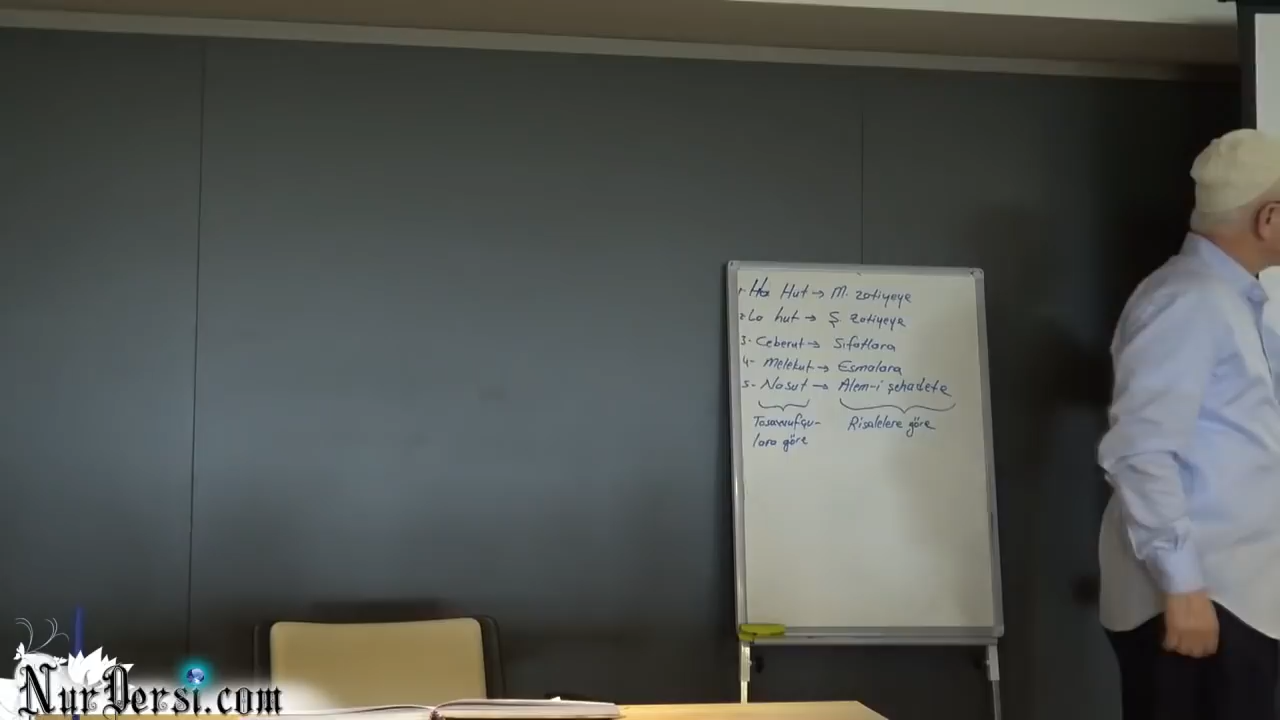 1- Ha Hut → M. zatiyeye
2- La hut → Ş. zatiyeye
3- Ceberut → Sıfatlara
4- Melekut → Esmalara
5- Nasut → Alem-i şehadete
Tasavvufçu-
lara göre
Risalelere göre
NurDersi.com